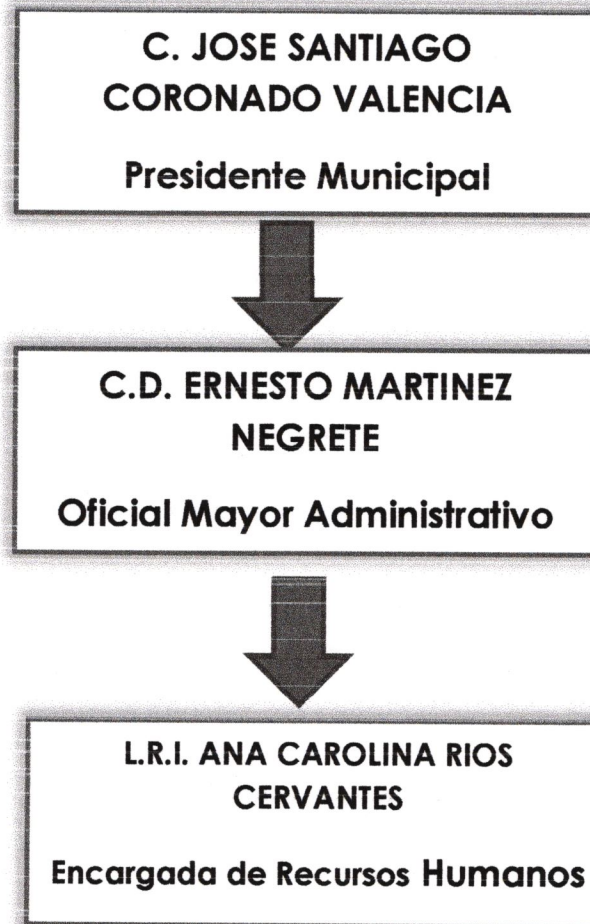 C. JOSE SANTIAGO
CORONADO VALENCIA
Presidente Municipal
C.D. ERNESTO MARTINEZ
NEGRETE
Oficial Mayor Administrativo
L.R.I. ANA CAROLINA RIOS
CERVANTES
Encargada de Recursos Humanos